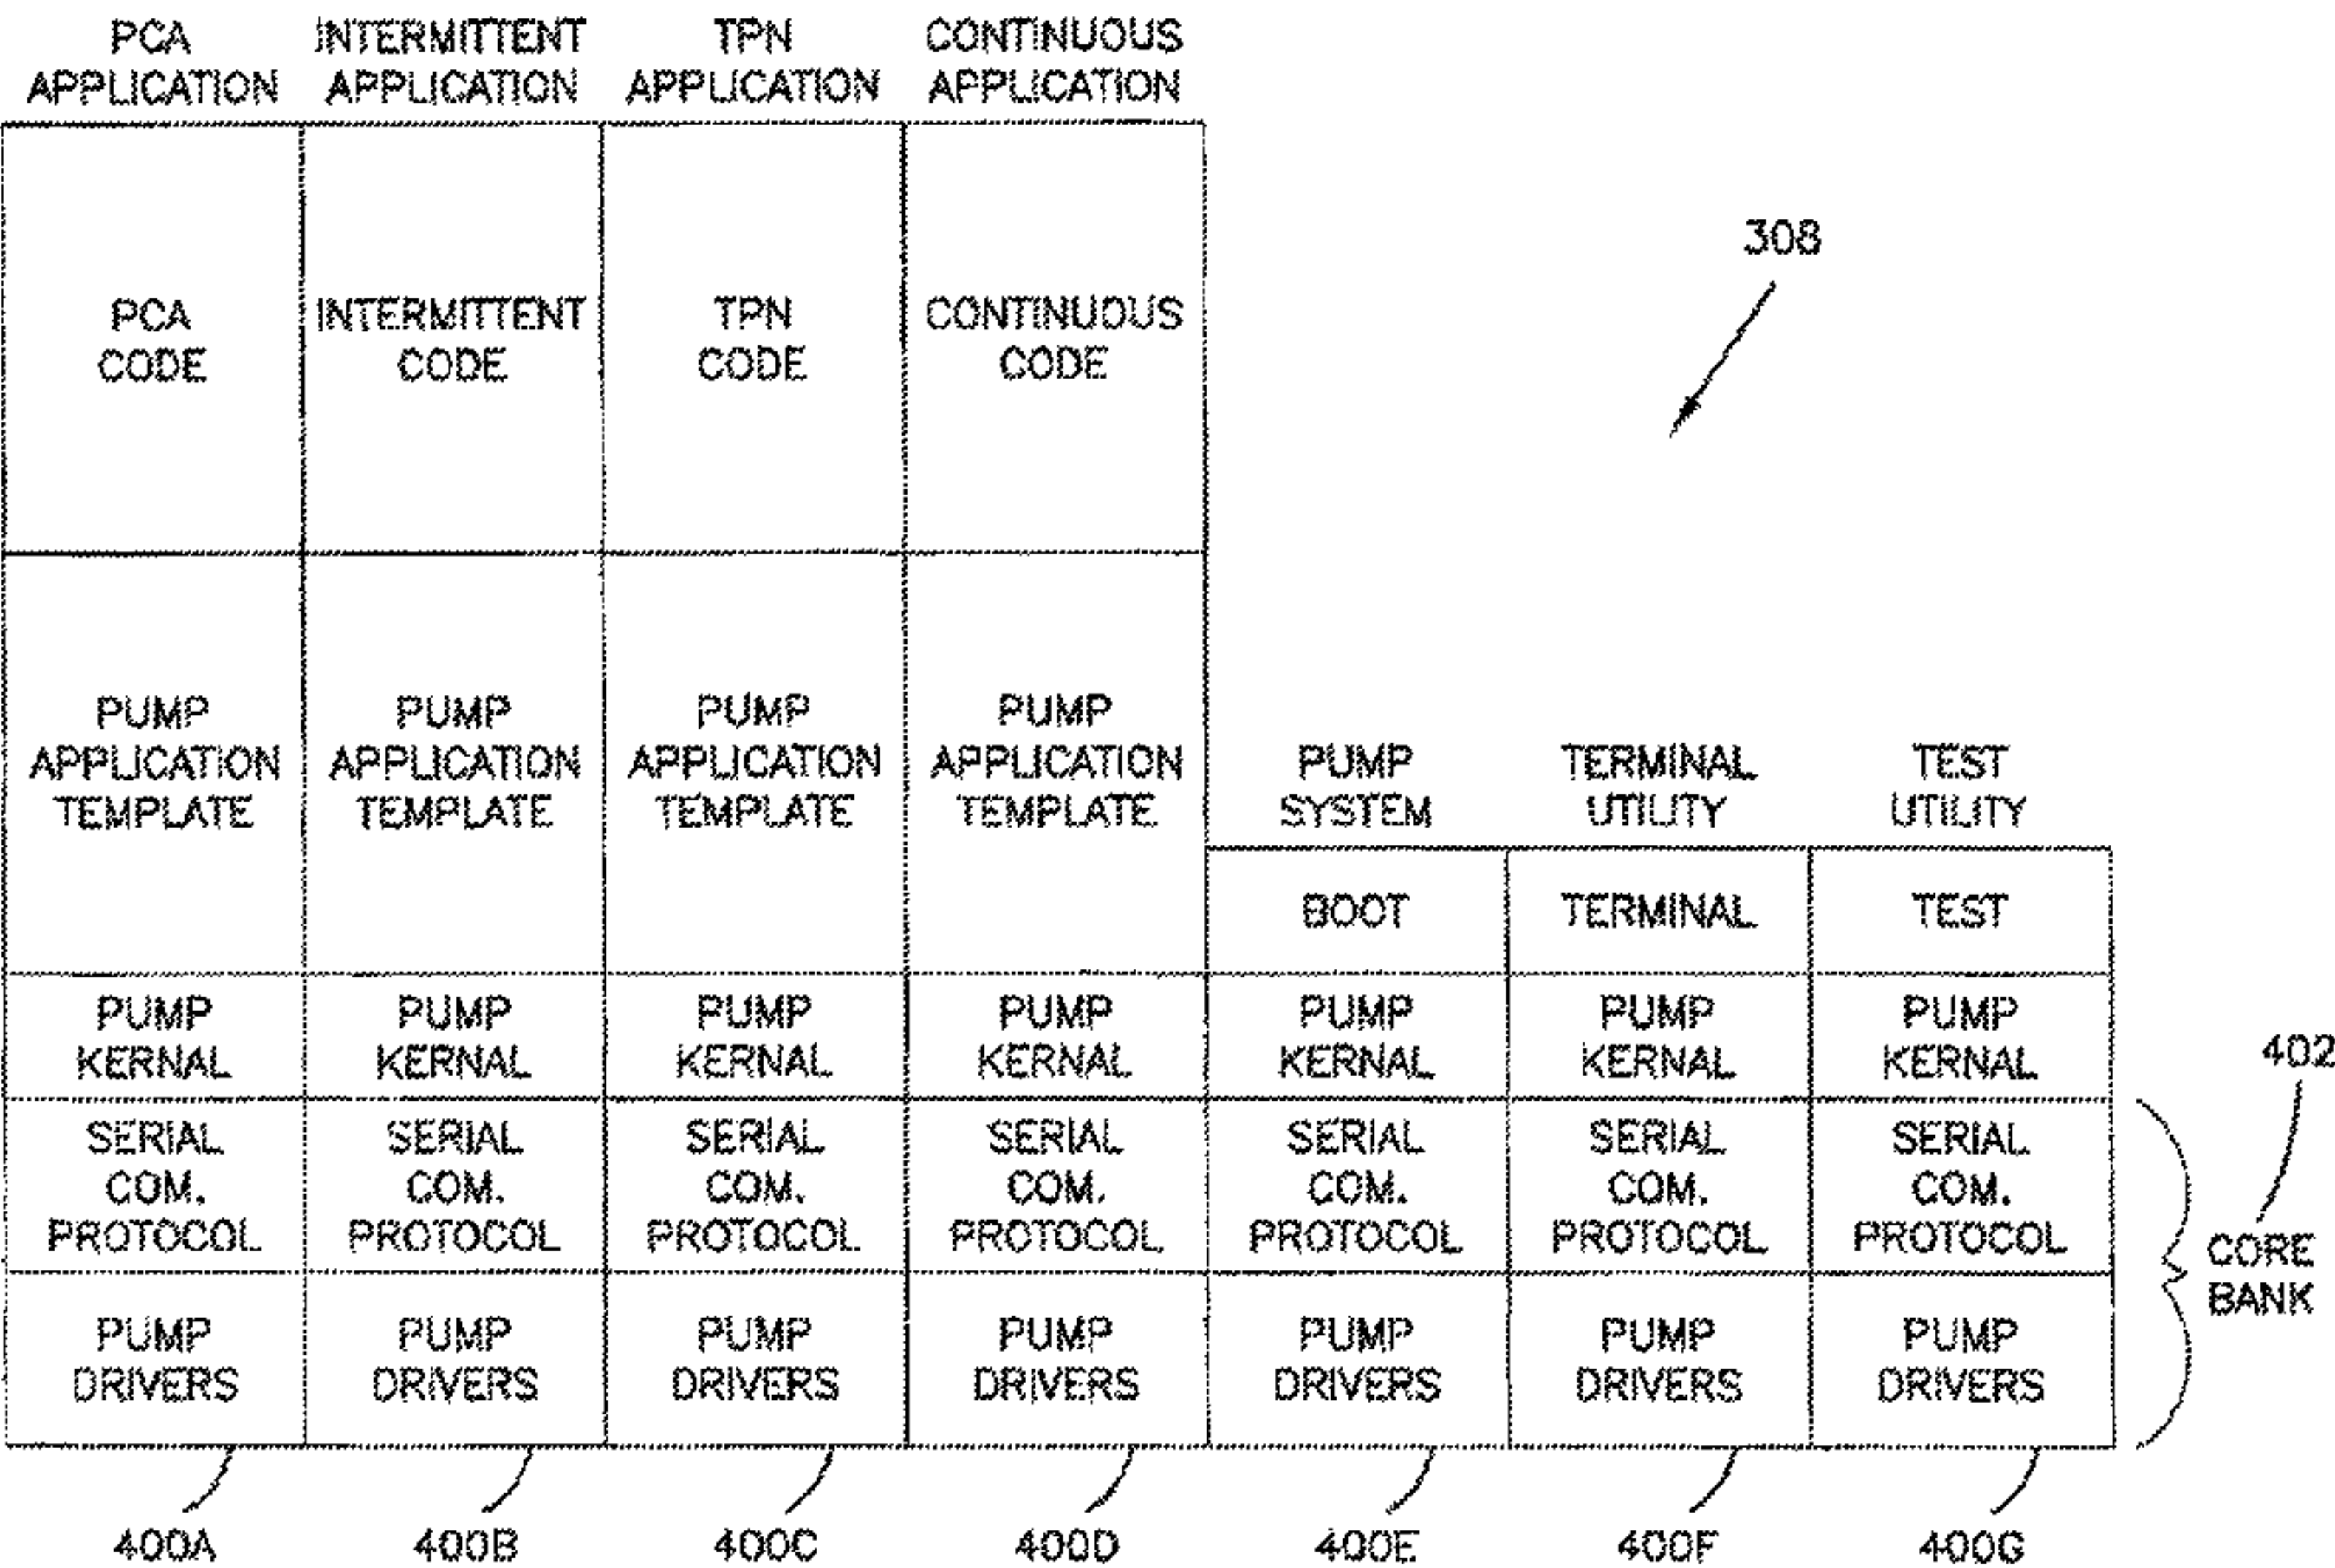 PCA
APPLICATION
INTERMITTENT
APPLICATION
TPN
APPLICATION
CONTINUOUS
APPLICATION
308
PCA
CODE
INTERMITTENT
CODE
TPN
CODE
CONTINUOUS
CODE
PUMP
APPLICATION
TEMPLATE
PUMP
APPLICATION
TEMPLATE
PUMP
APPLICATION
TEMPLATE
PUMP
APPLICATION
TEMPLATE
PUMP
SYSTEM
TERMINAL
UTILITY
TEST
UTILITY
BOOT
TERMINAL
TEST
PUMP
KERNAL
PUMP
KERNAL
PUMP
KERNAL
PUMP
KERNAL
PUMP
KERNAL
PUMP
KERNAL
PUMP
KERNAL
402
SERIAL
COM.
PROTOCOL
SERIAL
COM.
PROTOCOL
SERIAL
COM.
PROTOCOL
SERIAL
COM.
PROTOCOL
SERIAL
COM.
PROTOCOL
SERIAL
COM.
PROTOCOL
SERIAL
COM.
PROTOCOL
CORE
BANK
PUMP
DRIVERS
PUMP
DRIVERS
PUMP
DRIVERS
PUMP
DRIVERS
PUMP
DRIVERS
PUMP
DRIVERS
PUMP
DRIVERS
400A
400B
400C
400D
400E
400F
400G